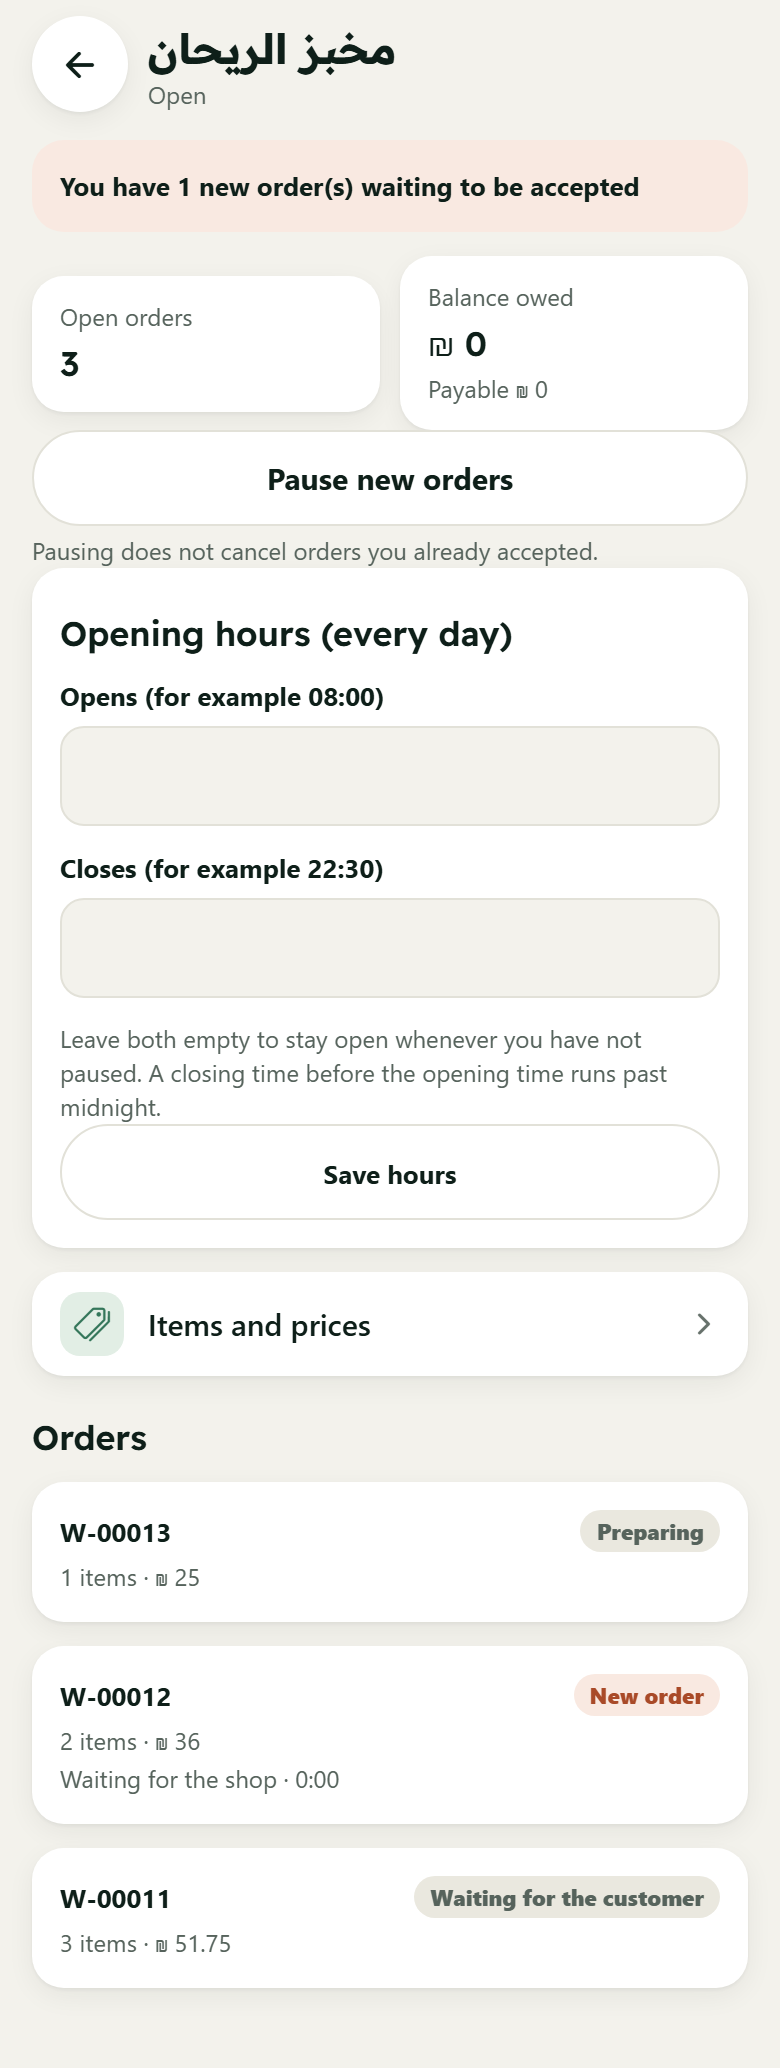 مخبز الريحان
Open
You have 1 new order(s) waiting to be accepted
Open orders
3
Balance owed
₪ 0
Payable ₪ 0
Pause new orders
Pausing does not cancel orders you already accepted.
Opening hours (every day)
Opens (for example 08:00)
Closes (for example 22:30)
Leave both empty to stay open whenever you have not
paused. A closing time before the opening time runs past
midnight.
Save hours
Items and prices
Orders
W-00013
Preparing
1 items · ₪ 25
W-00012
New order
2 items · ₪ 36
Waiting for the shop · 0:00
W-00011
Waiting for the customer
3 items · ₪ 51.75